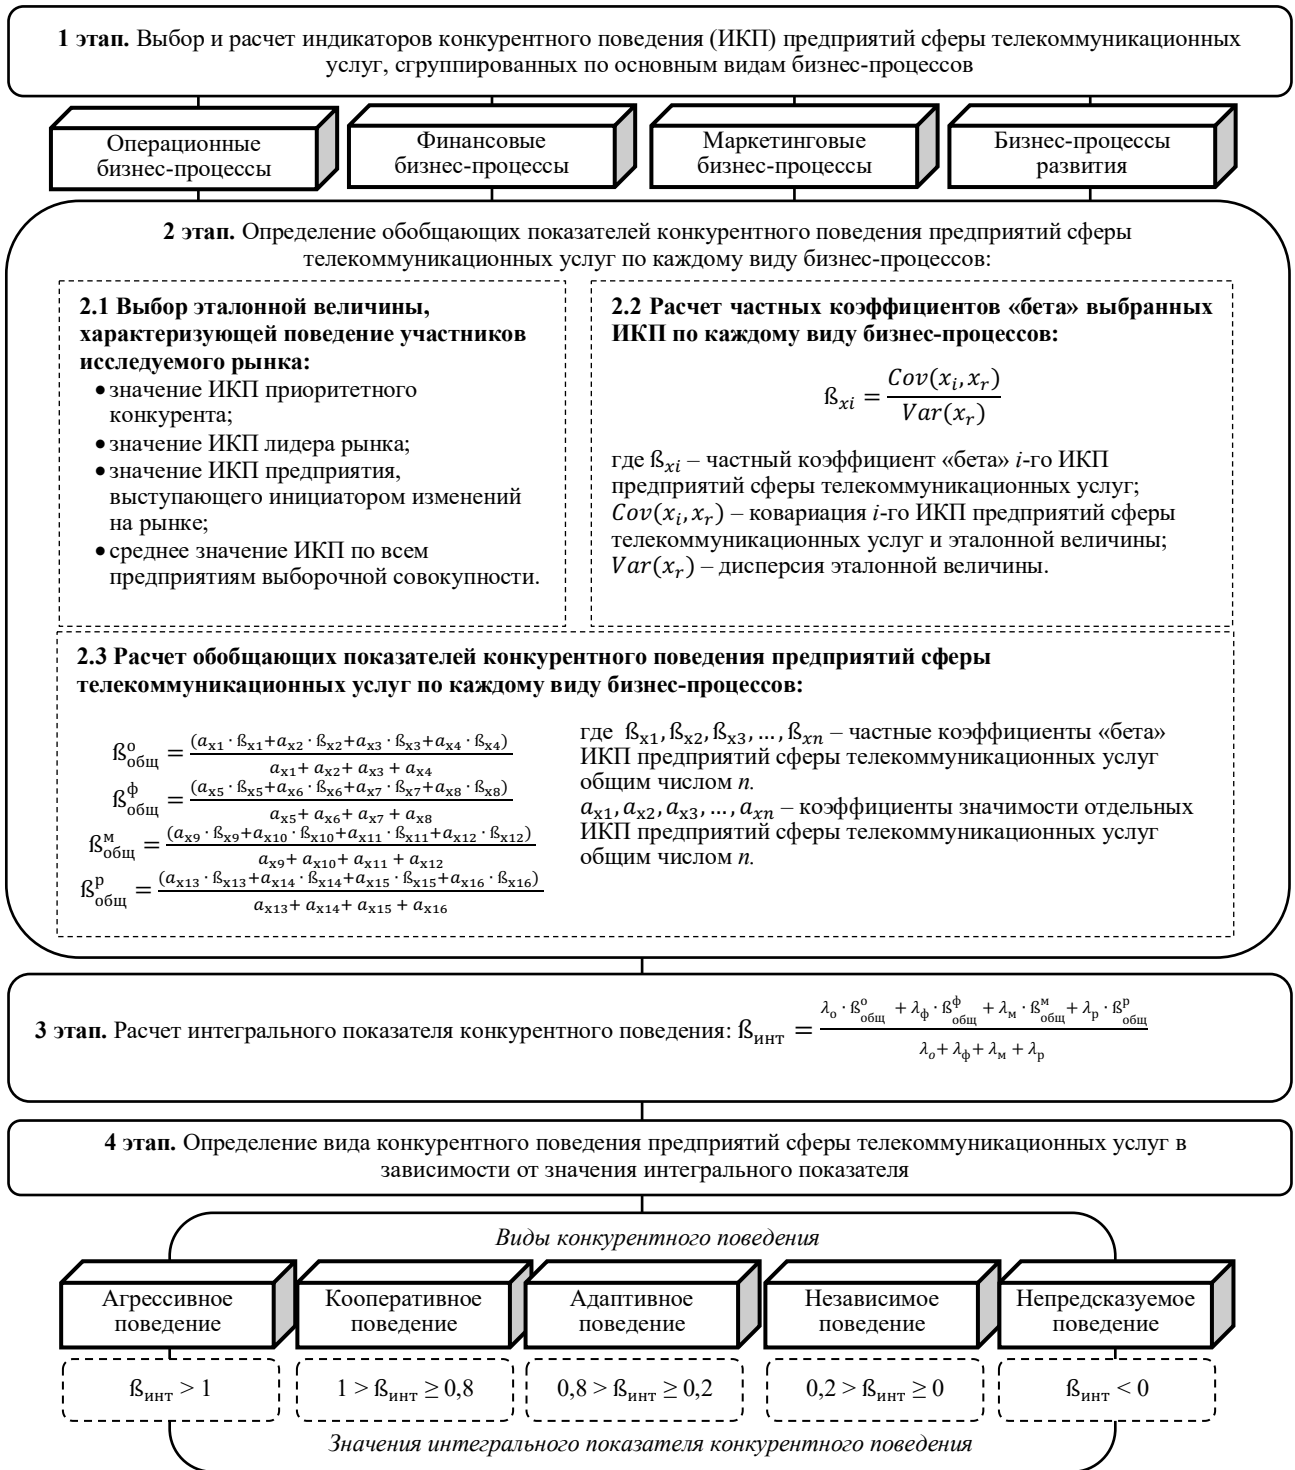 1 этап. Выбор и расчет индикаторов конкурентного поведения (ИКП) предприятий сферы телекоммуникационных
услуг, сгруппированных по основным видам бизнес-процессов
Операционные
бизнес-процессы
Финансовые
бизнес-процессы
Маркетинговые
бизнес-процессы
Бизнес-процессы
развития
2 этап. Определение обобщающих показателей конкурентного поведения предприятий сферы
телекоммуникационных услуг по каждому виду бизнес-процессов:
2.1 Выбор эталонной величины,
характеризующей поведение участников
исследуемого рынка:
• значение ИКП приоритетного
конкурента;
• значение ИКП лидера рынка;
• значение ИКП предприятия,
выступающего инициатором изменений
на рынке;
• среднее значение ИКП по всем
предприятиям выборочной совокупности.
2.2 Расчет частных коэффициентов «бета» выбранных
ИКП по каждому виду бизнес-процессов:
ß_xi = Cov(x_i, x_r) / Var(x_r)
где ß_xi – частный коэффициент «бета» i-го ИКП
предприятий сферы телекоммуникационных услуг;
Cov(x_i, x_r) – ковариация i-го ИКП предприятий сферы
телекоммуникационных услуг и эталонной величины;
Var(x_r) – дисперсия эталонной величины.
2.3 Расчет обобщающих показателей конкурентного поведения предприятий сферы
телекоммуникационных услуг по каждому виду бизнес-процессов:
ß^о_общ = (a_x1 · ß_x1+a_x2 · ß_x2+a_x3 · ß_x3+a_x4 · ß_x4) / a_x1+ a_x2+ a_x3 + a_x4
ß^ф_общ = (a_x5 · ß_x5+a_x6 · ß_x6+a_x7 · ß_x7+a_x8 · ß_x8) / a_x5+ a_x6+ a_x7 + a_x8
ß^м_общ = (a_x9 · ß_x9+a_x10 · ß_x10+a_x11 · ß_x11+a_x12 · ß_x12) / a_x9+ a_x10+ a_x11 + a_x12
ß^р_общ = (a_x13 · ß_x13+a_x14 · ß_x14+a_x15 · ß_x15+a_x16 · ß_x16) / a_x13+ a_x14+ a_x15 + a_x16
где ß_x1, ß_x2, ß_x3, …, ß_xn – частные коэффициенты «бета»
ИКП предприятий сферы телекоммуникационных услуг
общим числом n.
a_x1, a_x2, a_x3, …, a_xn – коэффициенты значимости отдельных
ИКП предприятий сферы телекоммуникационных услуг
общим числом n.
3 этап. Расчет интегрального показателя конкурентного поведения: ß_инт = λ_о · ß^о_общ + λ_ф · ß^ф_общ + λ_м · ß^м_общ + λ_р · ß^р_общ / λ_о+ λ_ф+ λ_м + λ_р
4 этап. Определение вида конкурентного поведения предприятий сферы телекоммуникационных услуг в
зависимости от значения интегрального показателя
Виды конкурентного поведения
Агрессивное
поведение
Кооперативное
поведение
Адаптивное
поведение
Независимое
поведение
Непредсказуемое
поведение
ß_инт > 1
1 > ß_инт ≥ 0,8
0,8 > ß_инт ≥ 0,2
0,2 > ß_инт ≥ 0
ß_инт < 0
Значения интегрального показателя конкурентного поведения